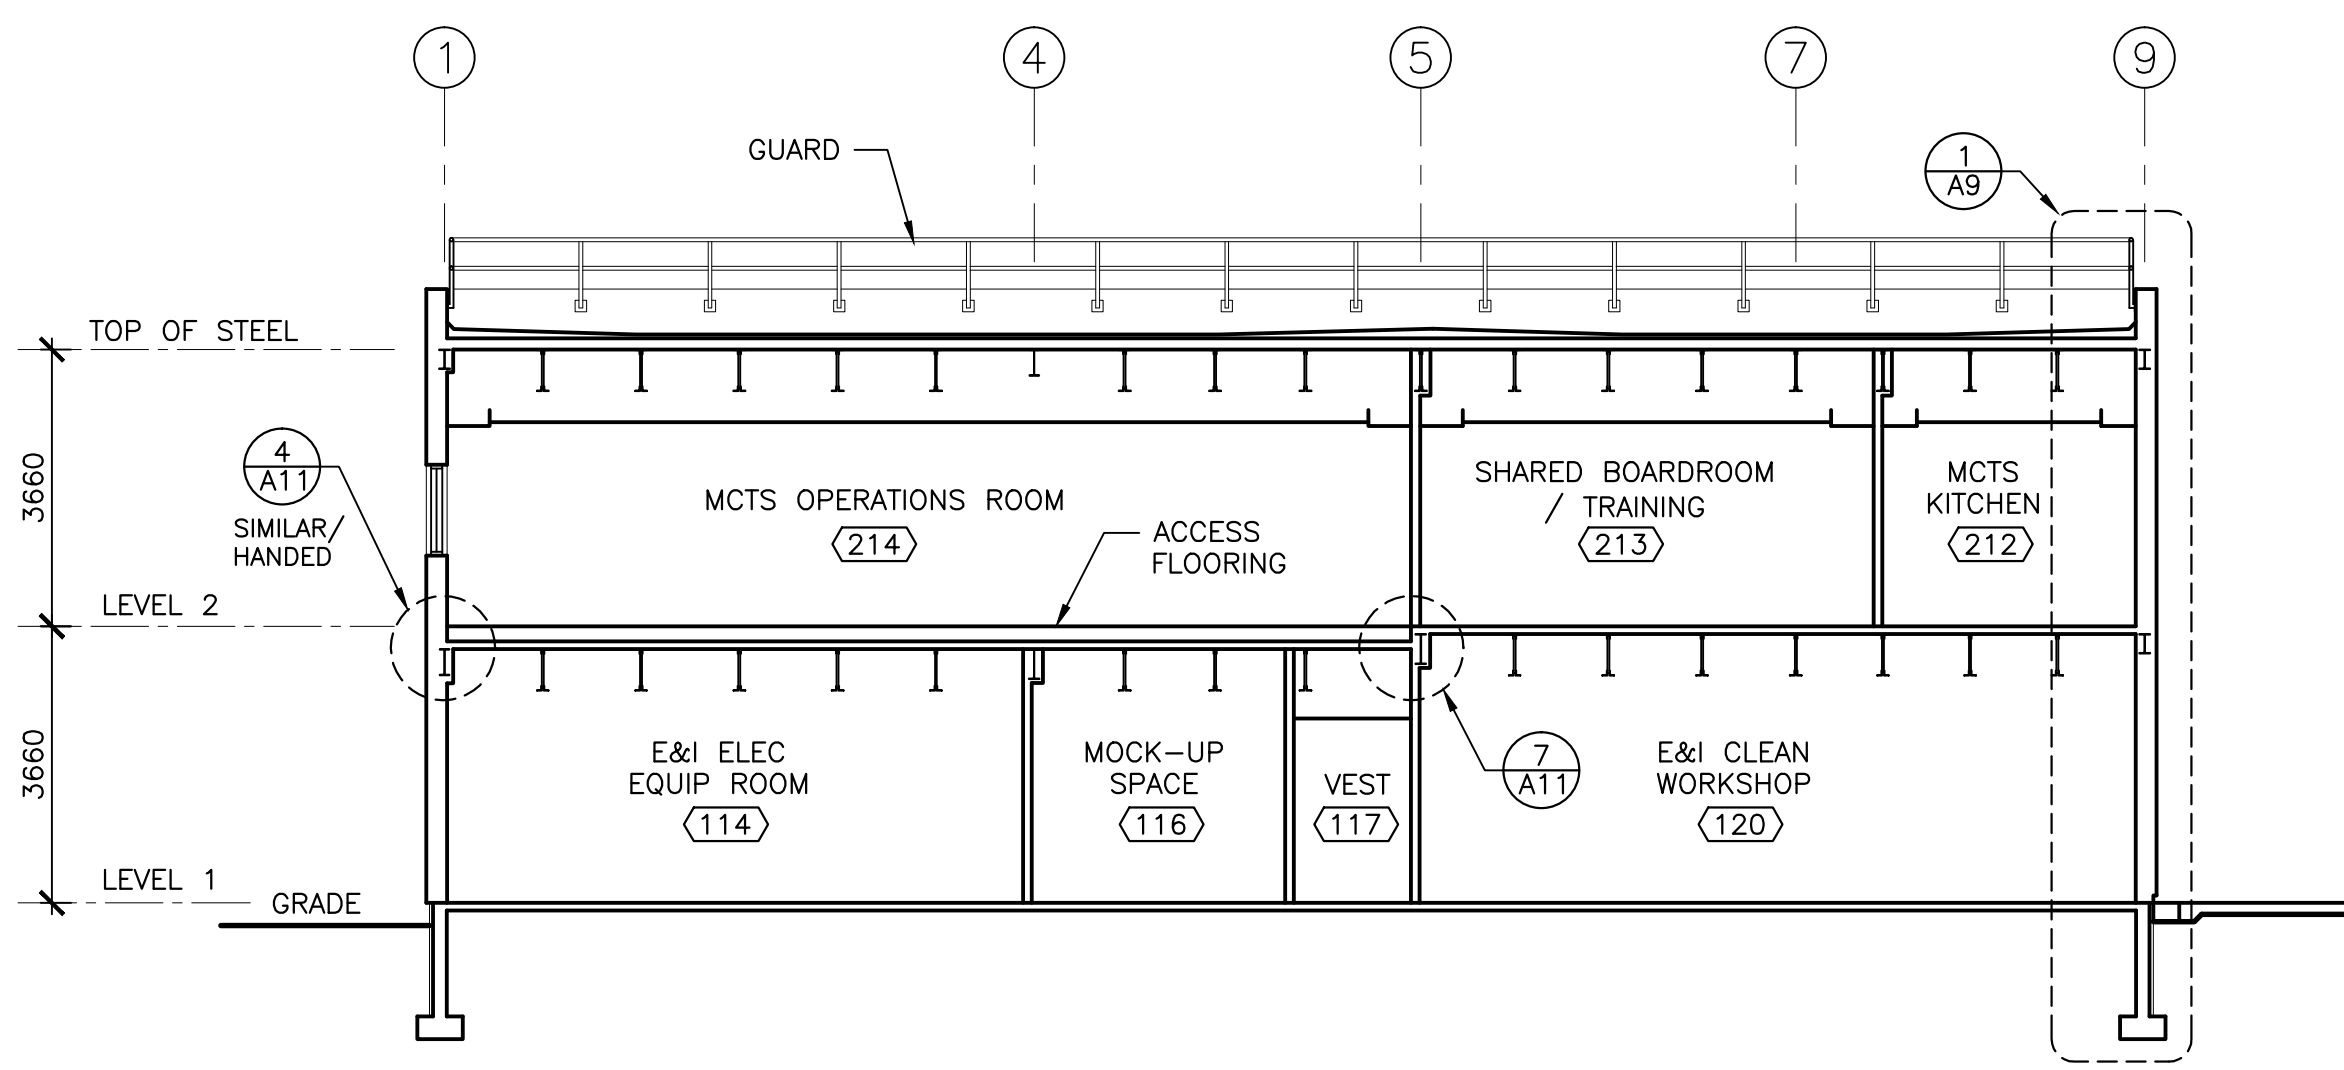 1
4
5
7
9
GUARD
1
A9
TOP OF STEEL
3660
4
A11
SIMILAR/
HANDED
MCTS OPERATIONS ROOM
214
ACCESS
FLOORING
SHARED BOARDROOM
/ TRAINING
213
MCTS
KITCHEN
212
LEVEL 2
3660
E&I ELEC
EQUIP ROOM
114
MOCK-UP
SPACE
116
VEST
117
7
A11
E&I CLEAN
WORKSHOP
120
LEVEL 1
GRADE